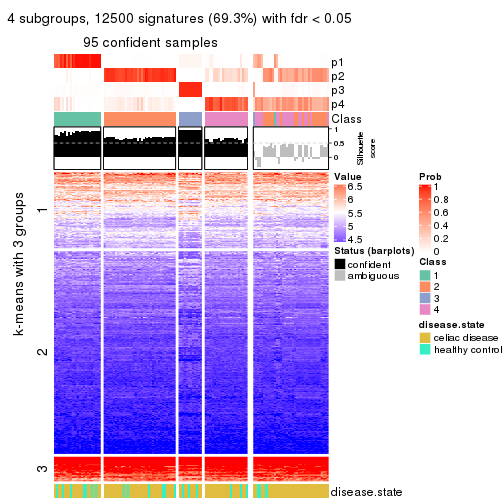 4 subgroups, 12500 signatures (69.3%) with fdr < 0.05
95 confident samples
p1
p2
p3
p4
Class
1
0.5
0
Silhouette
score
k-means with 3 groups
1
2
3
Value
6.5
6
5.5
5
4.5
Status (barplots)
confident
ambiguous
Prob
1
0.8
0.6
0.4
0.2
0
Class
1
2
3
4
disease.state
celiac disease
healthy control
disease.state